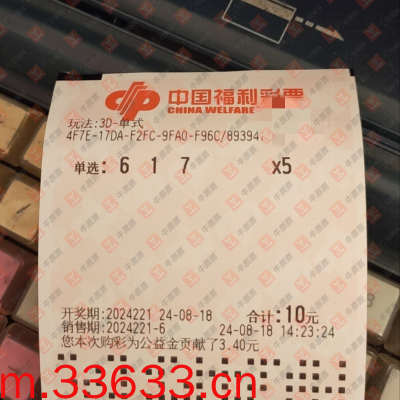 中国福利彩票
CHINA WELFARE
玩法:3D-单式
4F7E-17DA-F2FC-9FA0-F96C/89394
单选: 6 1 7 x5
开奖期:2024221 24-08-18 合计:10元
销售期:2024221-6 24-08-18 14:23:24
您本次购彩为公益金贡献了3.40元
m.33633.cn